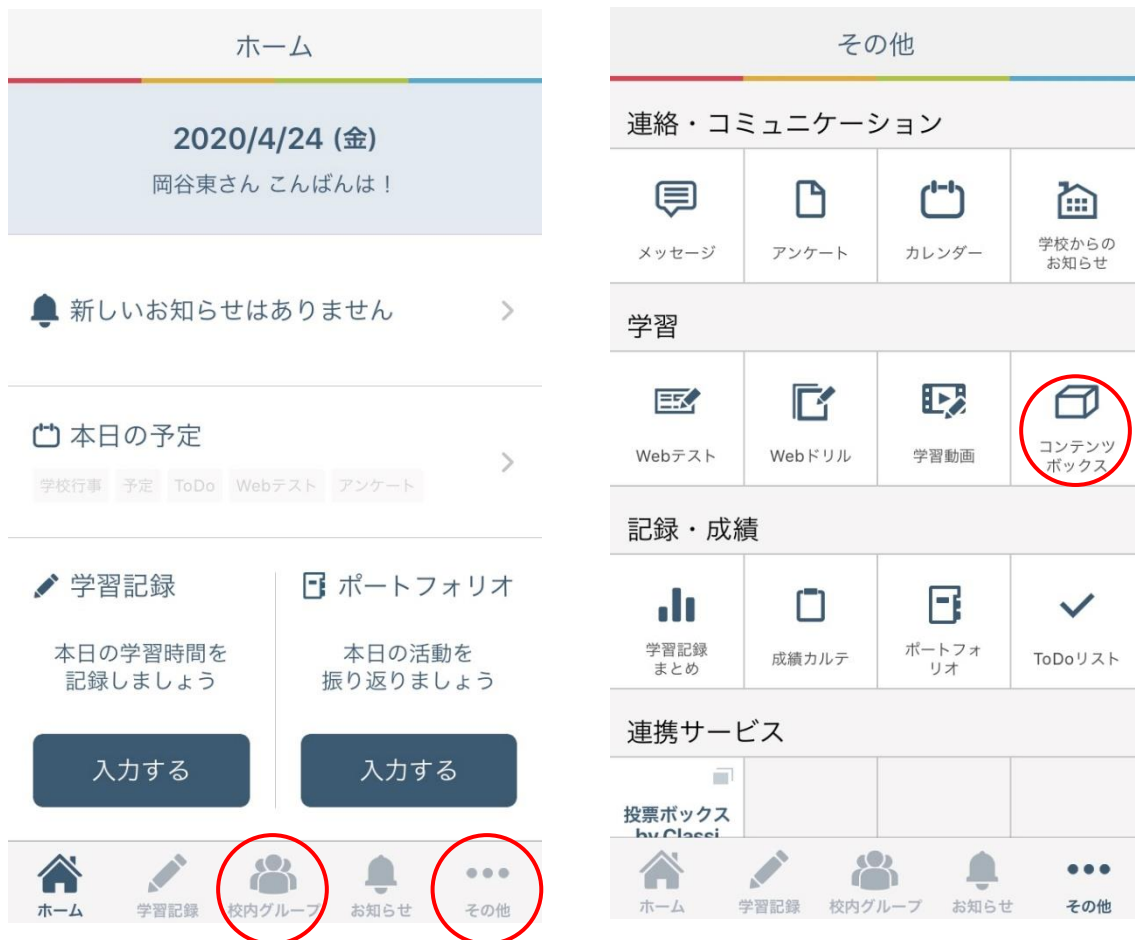 ホーム
2020/4/24 (金)
岡谷東さん こんばんは！
新しいお知らせはありません
本日の予定
学校行事 予定 ToDo Webテスト アンケート
学習記録
本日の学習時間を
記録しましょう
入力する
ポートフォリオ
本日の活動を
振り返りましょう
入力する
ホーム 学習記録 校内グループ お知らせ その他
その他
連絡・コミュニケーション
メッセージ
アンケート
カレンダー
学校からの
お知らせ
学習
Webテスト
Webドリル
学習動画
コンテンツ
ボックス
記録・成績
学習記録
まとめ
成績カルテ
ポートフォ
リオ
ToDoリスト
連携サービス
投票ボックス
by Classi
ホーム 学習記録 校内グループ お知らせ その他